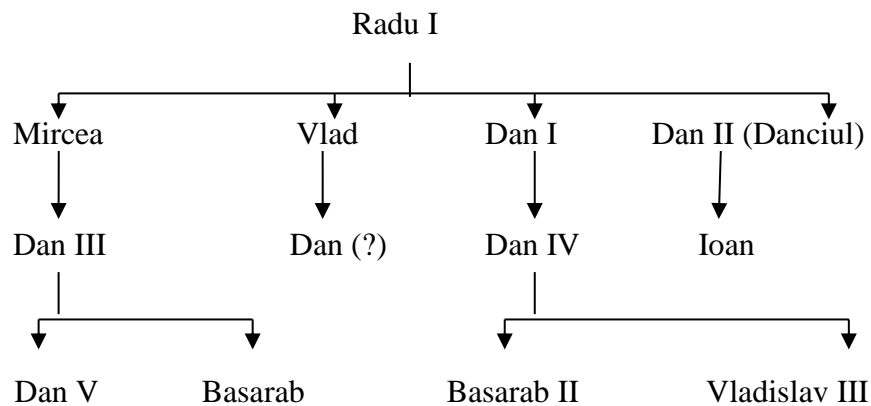 Radu I
Mircea Vlad Dan I Dan II (Danciul)
Dan III Dan (?) Dan IV Ioan
Dan V Basarab Basarab II Vladislav III